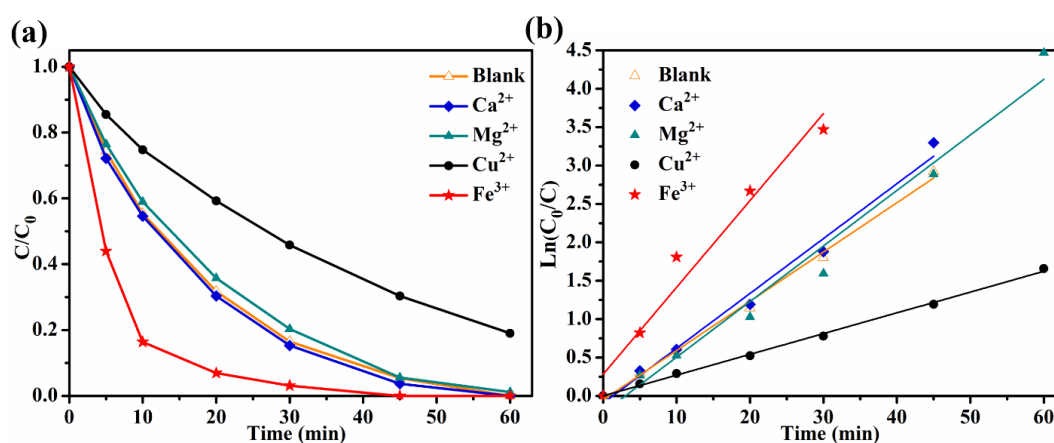 (a)
C/C₀
1.0
0.8
0.6
0.4
0.2
0.0
0
10
20
30
40
50
60
Time (min)
Blank
Ca²⁺
Mg²⁺
Cu²⁺
Fe³⁺
(b)
Ln(C₀/C)
4.5
4.0
3.5
3.0
2.5
2.0
1.5
1.0
0.5
0.0
0
10
20
30
40
50
60
Time (min)
Blank
Ca²⁺
Mg²⁺
Cu²⁺
Fe³⁺